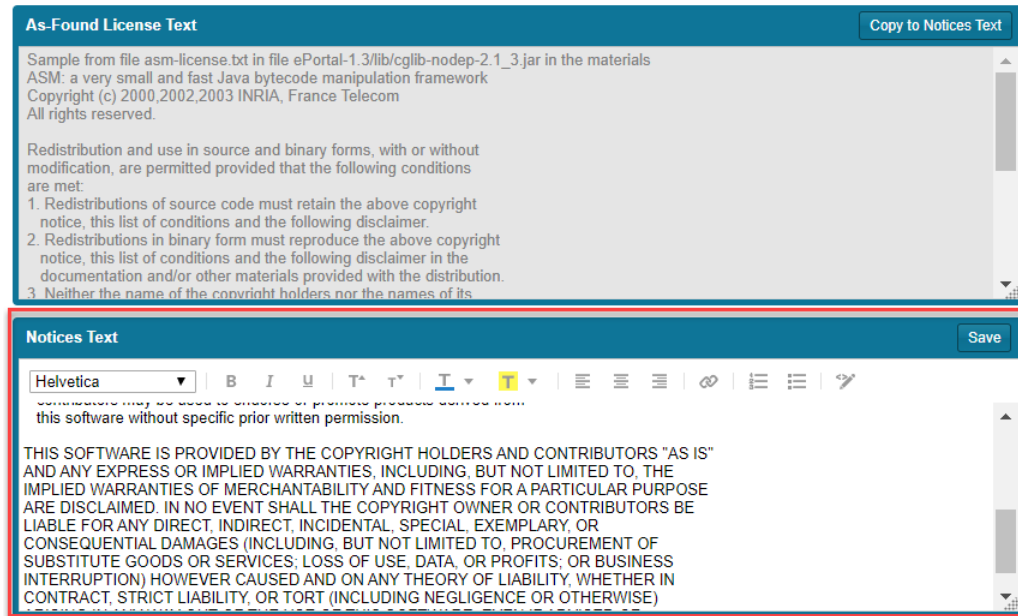 As-Found License Text
Copy to Notices Text
Sample from file asm-license.txt in file ePortal-1.3/lib/cglib-nodep-2.1_3.jar in the materials
ASM: a very small and fast Java bytecode manipulation framework
Copyright (c) 2000,2002,2003 INRIA, France Telecom
All rights reserved.
Redistribution and use in source and binary forms, with or without
modification, are permitted provided that the following conditions
are met:
1. Redistributions of source code must retain the above copyright
notice, this list of conditions and the following disclaimer.
2. Redistributions in binary form must reproduce the above copyright
notice, this list of conditions and the following disclaimer in the
documentation and/or other materials provided with the distribution.
3. Neither the name of the copyright holders nor the names of its
Notices Text
Save
Helvetica
B I U T T T T
contributors may be used to endorse or promote products derived from
this software without specific prior written permission.
THIS SOFTWARE IS PROVIDED BY THE COPYRIGHT HOLDERS AND CONTRIBUTORS "AS IS"
AND ANY EXPRESS OR IMPLIED WARRANTIES, INCLUDING, BUT NOT LIMITED TO, THE
IMPLIED WARRANTIES OF MERCHANTABILITY AND FITNESS FOR A PARTICULAR PURPOSE
ARE DISCLAIMED. IN NO EVENT SHALL THE COPYRIGHT OWNER OR CONTRIBUTORS BE
LIABLE FOR ANY DIRECT, INDIRECT, INCIDENTAL, SPECIAL, EXEMPLARY, OR
CONSEQUENTIAL DAMAGES (INCLUDING, BUT NOT LIMITED TO, PROCUREMENT OF
SUBSTITUTE GOODS OR SERVICES; LOSS OF USE, DATA, OR PROFITS; OR BUSINESS
INTERRUPTION) HOWEVER CAUSED AND ON ANY THEORY OF LIABILITY, WHETHER IN
CONTRACT, STRICT LIABILITY, OR TORT (INCLUDING NEGLIGENCE OR OTHERWISE)